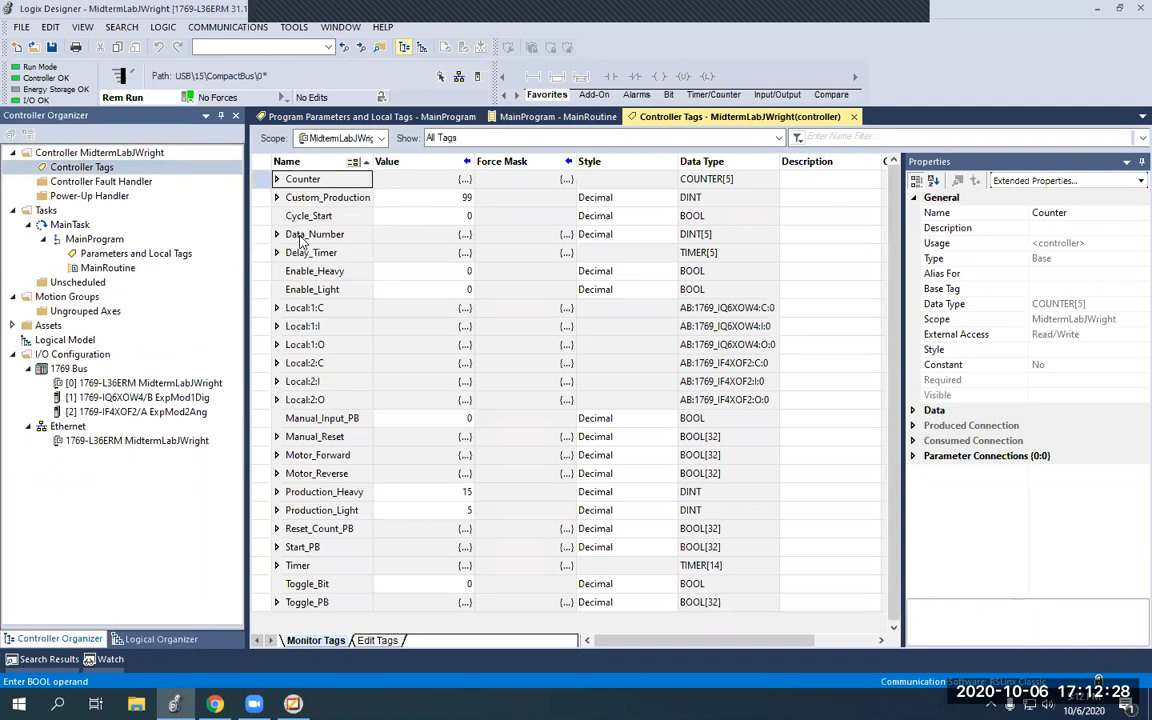 Logix Designer - MidtermLabJWright [1769-L36ERM 31.1
FILE EDIT VIEW SEARCH LOGIC COMMUNICATIONS TOOLS WINDOW HELP
Run Mode
Controller OK
Energy Storage OK
I/O OK
Path: USB\15\CompactBus\0*
Rem Run No Forces No Edits
Favorites Add-On Alarms Bit Timer/Counter Input/Output Compare
Controller Organizer
Program Parameters and Local Tags - MainProgram MainProgram - MainRoutine Controller Tags - MidtermLabJWright(controller)
Scope: MidtermLabJWrig Show: All Tags Enter Name Filter...
Controller MidtermLabJWright
Controller Tags
Controller Fault Handler
Power-Up Handler
Tasks
MainTask
MainProgram
Parameters and Local Tags
MainRoutine
Unscheduled
Motion Groups
Ungrouped Axes
Assets
Logical Model
I/O Configuration
1769 Bus
[0] 1769-L36ERM MidtermLabJWright
[1] 1769-IQ6XOW4/B ExpMod1Dig
[2] 1769-IF4XOF2/A ExpMod2Ang
Ethernet
1769-L36ERM MidtermLabJWright
Name Value Force Mask Style Data Type Description
Counter {...} {...} COUNTER[5]
Custom_Production 99 Decimal DINT
Cycle_Start 0 Decimal BOOL
Data_Number {...} {...} Decimal DINT[5]
Delay_Timer {...} {...} TIMER[5]
Enable_Heavy 0 Decimal BOOL
Enable_Light 0 Decimal BOOL
Local:1:C {...} {...} AB:1769_IQ6XOW4:C:0
Local:1:I {...} {...} AB:1769_IQ6XOW4:I:0
Local:1:O {...} {...} AB:1769_IQ6XOW4:O:0
Local:2:C {...} {...} AB:1769_IF4XOF2:C:0
Local:2:I {...} {...} AB:1769_IF4XOF2:I:0
Local:2:O {...} {...} AB:1769_IF4XOF2:O:0
Manual_Input_PB 0 Decimal BOOL
Manual_Reset {...} {...} Decimal BOOL[32]
Motor_Forward {...} {...} Decimal BOOL[32]
Motor_Reverse {...} {...} Decimal BOOL[32]
Production_Heavy 15 Decimal DINT
Production_Light 5 Decimal DINT
Reset_Count_PB {...} {...} Decimal BOOL[32]
Start_PB {...} {...} Decimal BOOL[32]
Timer {...} {...} TIMER[14]
Toggle_Bit 0 Decimal BOOL
Toggle_PB {...} {...} Decimal BOOL[32]
Monitor Tags Edit Tags
Properties
Extended Properties...
General
Name Counter
Description
Usage <controller>
Type Base
Alias For
Base Tag
Data Type COUNTER[5]
Scope MidtermLabJWright
External Access Read/Write
Style
Constant No
Required
Visible
Data
Produced Connection
Consumed Connection
Parameter Connections {0:0}
Controller Organizer Logical Organizer
Search Results Watch
Enter BOOL operand
Communication Software: RSLinx Classic
2020-10-06 17:12:28
10/6/2020